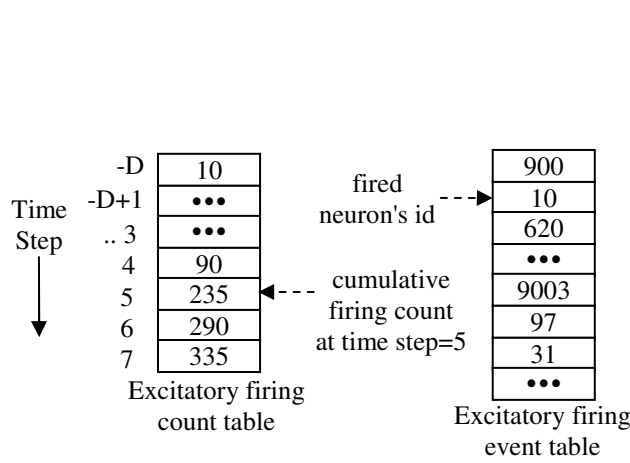 Time
Step
-D
-D+1
.. 3
4
5
6
7
10
•••
•••
90
235
290
335
Excitatory firing
count table
fired
neuron's id
cumulative
firing count
at time step=5
900
10
620
•••
9003
97
31
•••
Excitatory firing
event table